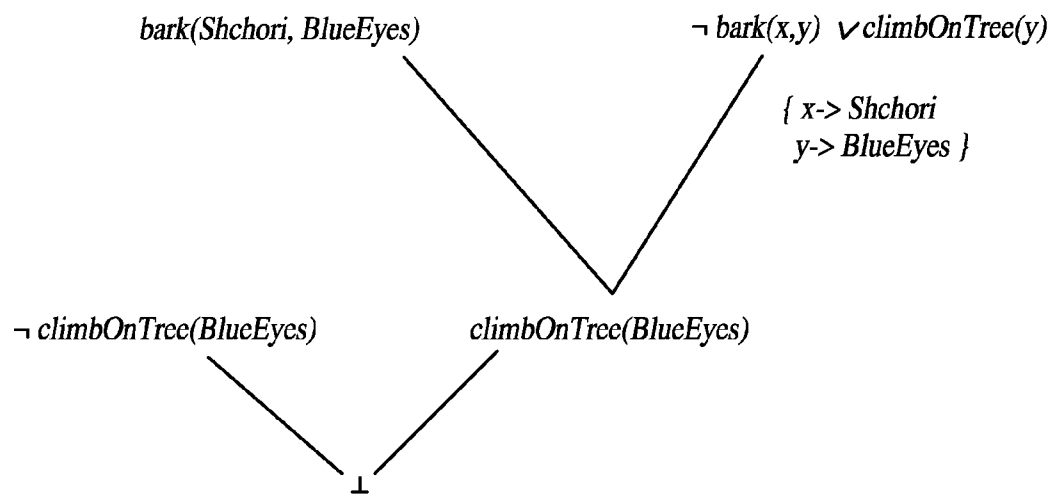 bark(Shchori, BlueEyes)
¬ bark(x,y) ∨ climbOnTree(y)
{ x-> Shchori
y-> BlueEyes }
¬ climbOnTree(BlueEyes)
climbOnTree(BlueEyes)
⊥